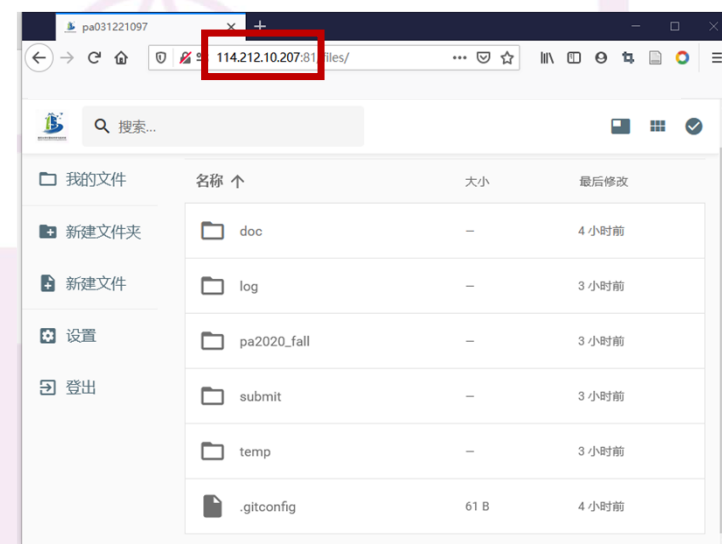 pa031221097
114.212.10.207:81/files/
搜索...
我的文件
新建文件夹
新建文件
设置
登出
名称 大小 最后修改
doc — 4 小时前
log — 3 小时前
pa2020_fall — 3 小时前
submit — 3 小时前
temp — 3 小时前
.gitconfig 61 B 4 小时前